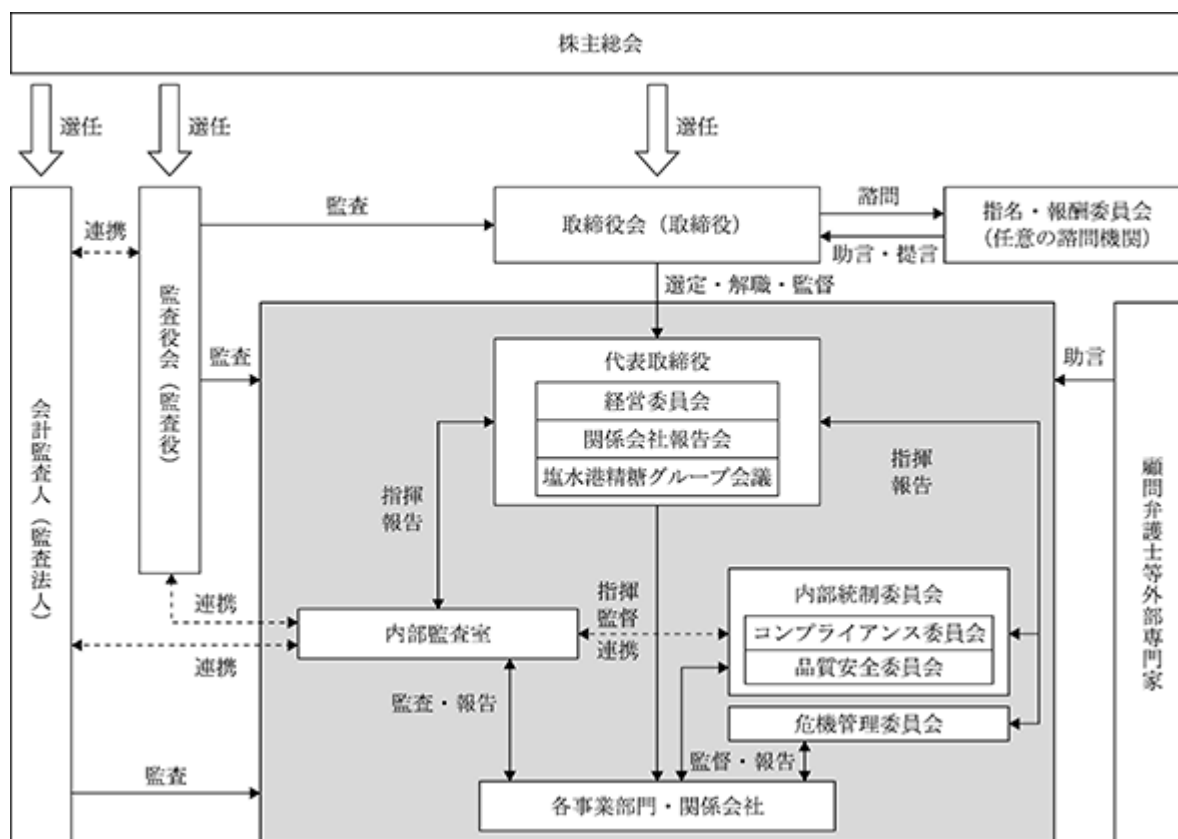 株主総会
選任
選任
選任
会計監査人（監査法人）
連携
監査役会（監査役）
監査
取締役会（取締役）
諮問
助言・提言
指名・報酬委員会
（任意の諮問機関）
選定・解職・監督
監査
代表取締役
経営委員会
関係会社報告会
塩水港精糖グループ会議
助言
顧問弁護士等外部専門家
指揮
報告
指揮
報告
連携
連携
内部監査室
指揮
監督
連携
内部統制委員会
コンプライアンス委員会
品質安全委員会
監査・報告
危機管理委員会
監督・報告
監査
各事業部門・関係会社